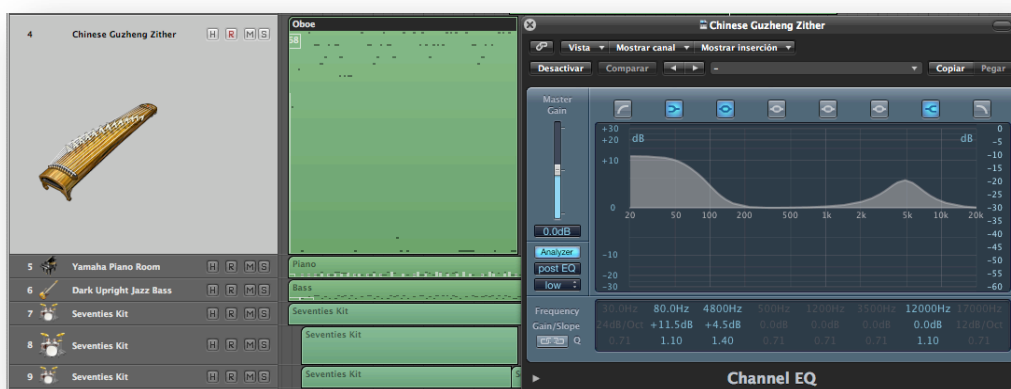 4 Chinese Guzheng Zither H R M S
Oboe
5 Yamaha Piano Room H R M S
Piano
6 Dark Upright Jazz Bass H R M S
Bass
7 Seventies Kit H R M S
Seventies Kit
8 Seventies Kit H R M S
Seventies Kit
9 Seventies Kit H R M S
Seventies Kit S
Chinese Guzheng Zither
Vista Mostrar canal Mostrar inserción
Desactivar Comparar - Copiar Pegar
Master
Gain
+30 dB dB 0
+20 -5
+10 -10
-15
-20
-25
0 20 50 100 200 500 1k 2k 5k 10k 20k -30
-35
-40
-45
-10 -50
-20 -55
-30 -60
0.0dB
Analyzer
post EQ
low
Frequency 30.0Hz 80.0Hz 4800Hz 500Hz 1200Hz 3500Hz 12000Hz 17000Hz
Gain/Slope 24dB/Oct +11.5dB +4.5dB 0.0dB 0.0dB 0.0dB 0.0dB 12dB/Oct
Q 0.71 1.10 1.40 0.71 0.71 0.71 1.10 0.71
Channel EQ